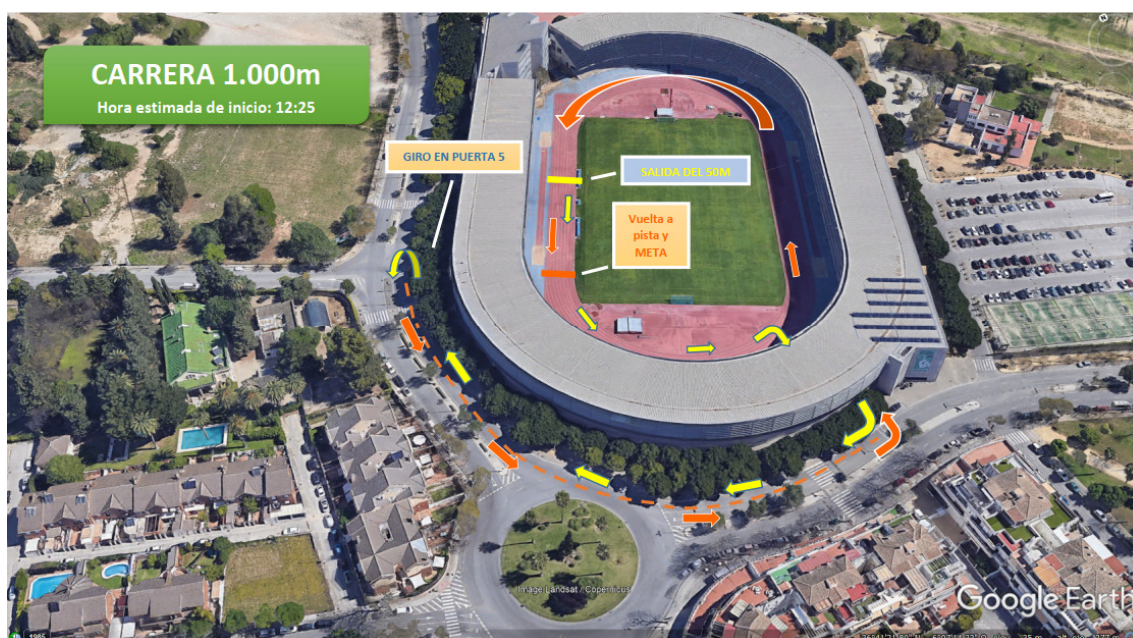 CARRERA 1.000m
Hora estimada de inicio: 12:25
GIRO EN PUERTA 5
SALIDA DEL 50M
Vuelta a
pista y
META
Image Landsat / Copernicus
Google Earth
1985